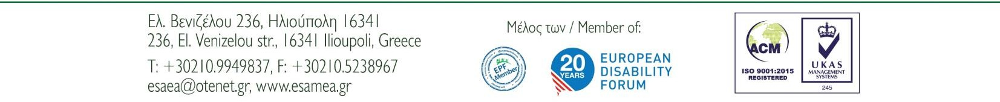 Ελ. Βενιζέλου 236, Ηλιούπολη 16341
236, El. Venizelou str., 16341 Ilioupoli, Greece
T: +30210.9949837, F: +30210.5238967
esaea@otenet.gr, www.esamea.gr
Μέλος των / Member of:
EPF
Member
20
YEARS
EUROPEAN
DISABILITY
FORUM
ACM
ISO 9001:2015
REGISTERED
UKAS
MANAGEMENT
SYSTEMS
245